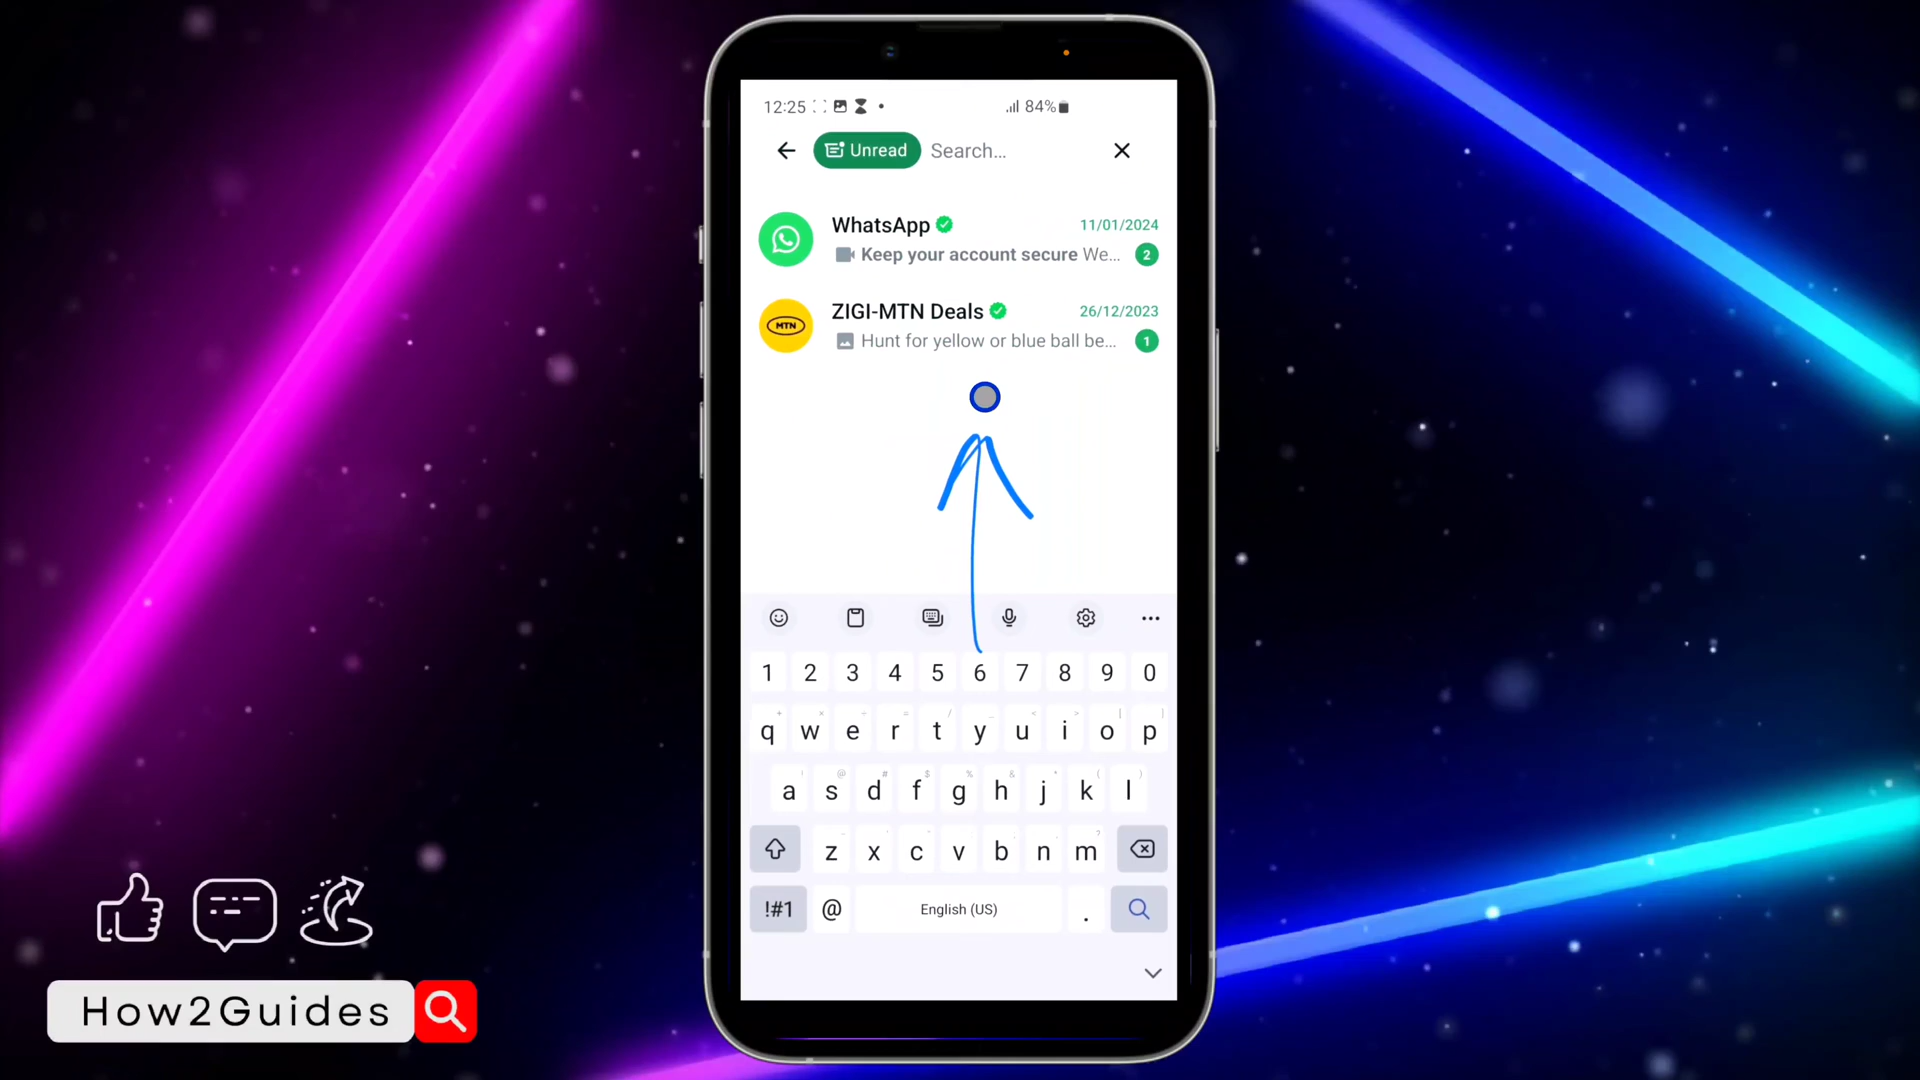 12:25
84%
Unread Search...
WhatsApp 11/01/2024
Keep your account secure We... 2
ZIGI-MTN Deals 26/12/2023
MTN
Hunt for yellow or blue ball be... 1
1 2 3 4 5 6 7 8 9 0
q w e r t y u i o p
a s d f g h j k l
z x c v b n m
!#1 @ English (US) .
How2Guides